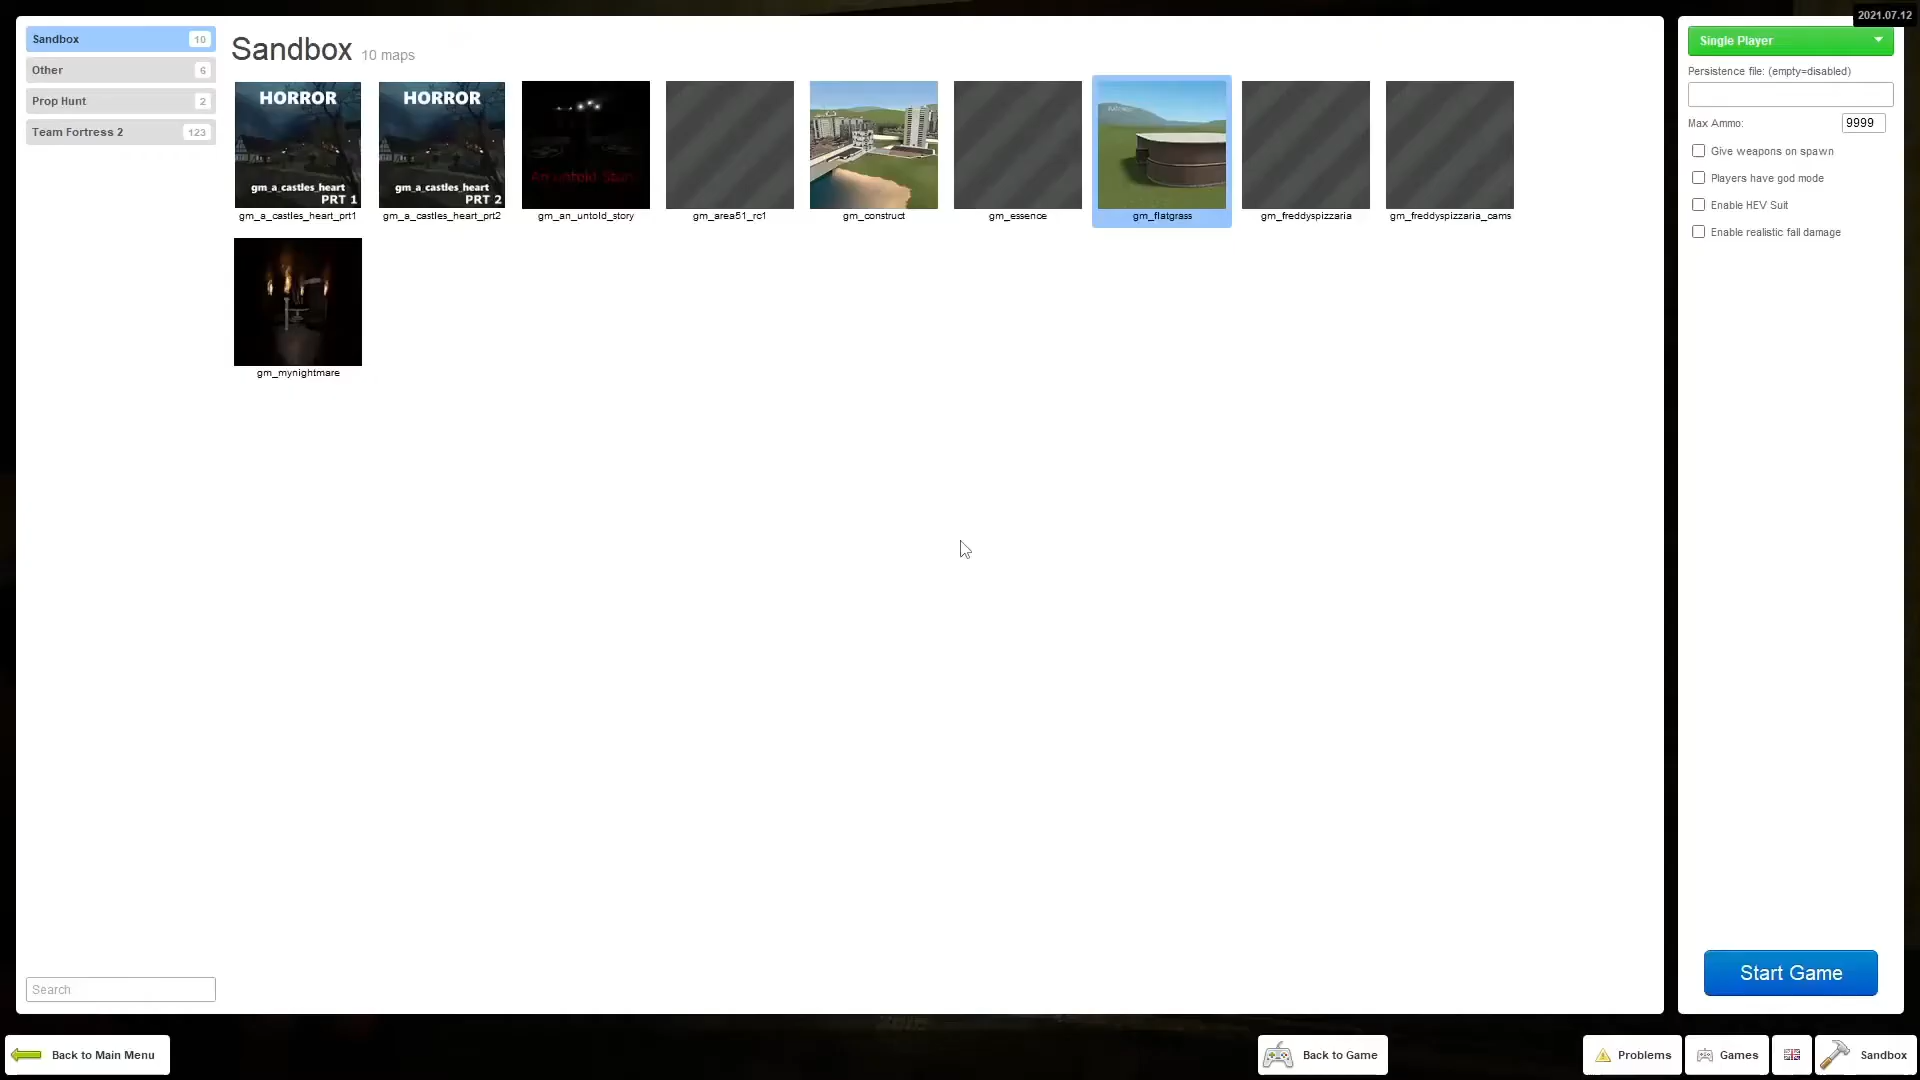 2021.07.12
Sandbox 10
Other 6
Prop Hunt 2
Team Fortress 2 123
Search
Sandbox 10 maps
HORROR
gm_a_castles_heart
PRT 1
gm_a_castles_heart_prt1
HORROR
gm_a_castles_heart
PRT 2
gm_a_castles_heart_prt2
An untold Story
gm_an_untold_story
gm_area51_rc1
gm_construct
gm_essence
gm_flatgrass
gm_freddyspizzaria
gm_freddyspizzaria_cams
gm_mynightmare
Single Player
Persistence file: (empty=disabled)
Max Ammo: 9999
Give weapons on spawn
Players have god mode
Enable HEV Suit
Enable realistic fall damage
Start Game
Back to Main Menu
Back to Game
Problems
Games
Sandbox